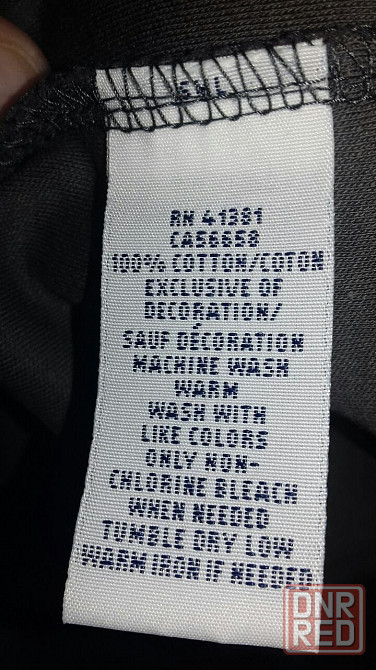 RN 41381
CA56658
100% COTTON/COTON
EXCLUSIVE OF
DECORATION/
SAUF DÉCORATION
MACHINE WASH
WARM
WASH WITH
LIKE COLORS
ONLY NON-
CHLORINE BLEACH
WHEN NEEDED
TUMBLE DRY LOW
WARM IRON IF NEEDED
DNR
RED